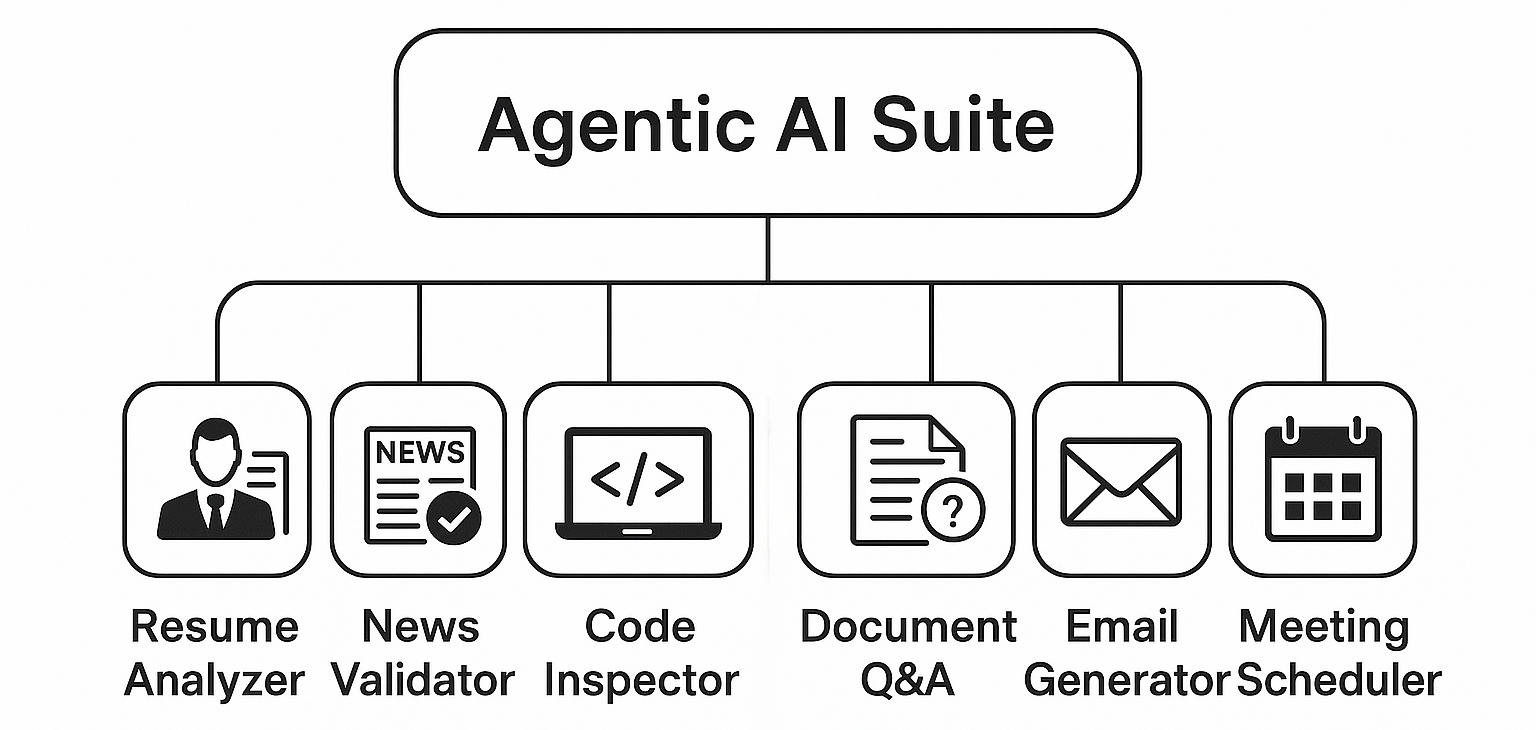 Agentic AI Suite
NEWS
</>
?
Resume
Analyzer
News
Validator
Code
Inspector
Document
Q&A
Email
Generator
Meeting
Scheduler